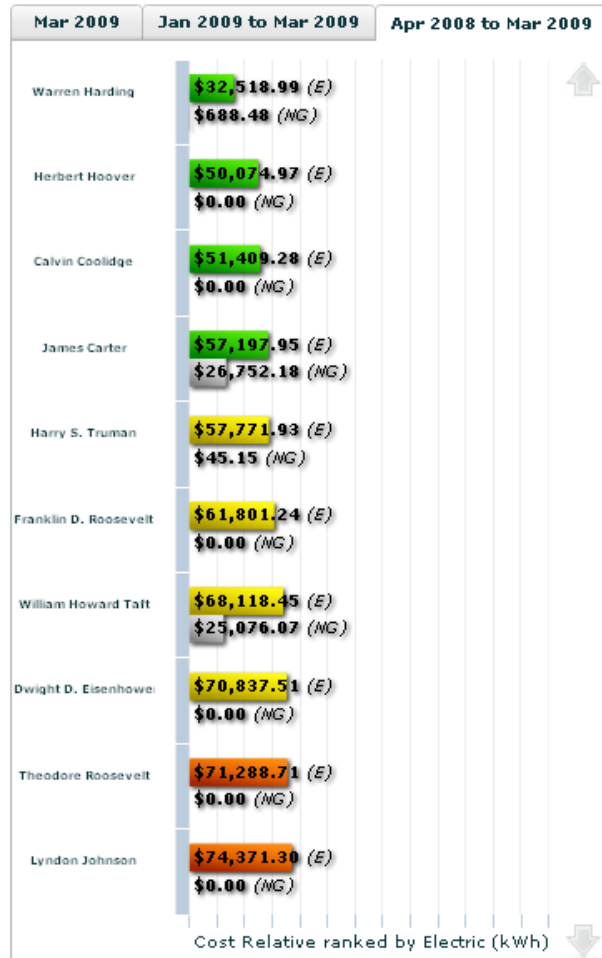 Mar 2009 Jan 2009 to Mar 2009 Apr 2008 to Mar 2009
Warren Harding $32,518.99 (E)
$688.48 (NG)
Herbert Hoover $50,074.97 (E)
$0.00 (NG)
Calvin Coolidge $51,409.28 (E)
$0.00 (NG)
James Carter $57,197.95 (E)
$26,752.18 (NG)
Harry S. Truman $57,771.93 (E)
$45.15 (NG)
Franklin D. Roosevelt $61,801.24 (E)
$0.00 (NG)
William Howard Taft $68,118.45 (E)
$25,076.07 (NG)
Dwight D. Eisenhower $70,837.51 (E)
$0.00 (NG)
Theodore Roosevelt $71,288.71 (E)
$0.00 (NG)
Lyndon Johnson $74,371.30 (E)
$0.00 (NG)
Cost Relative ranked by Electric (kWh)